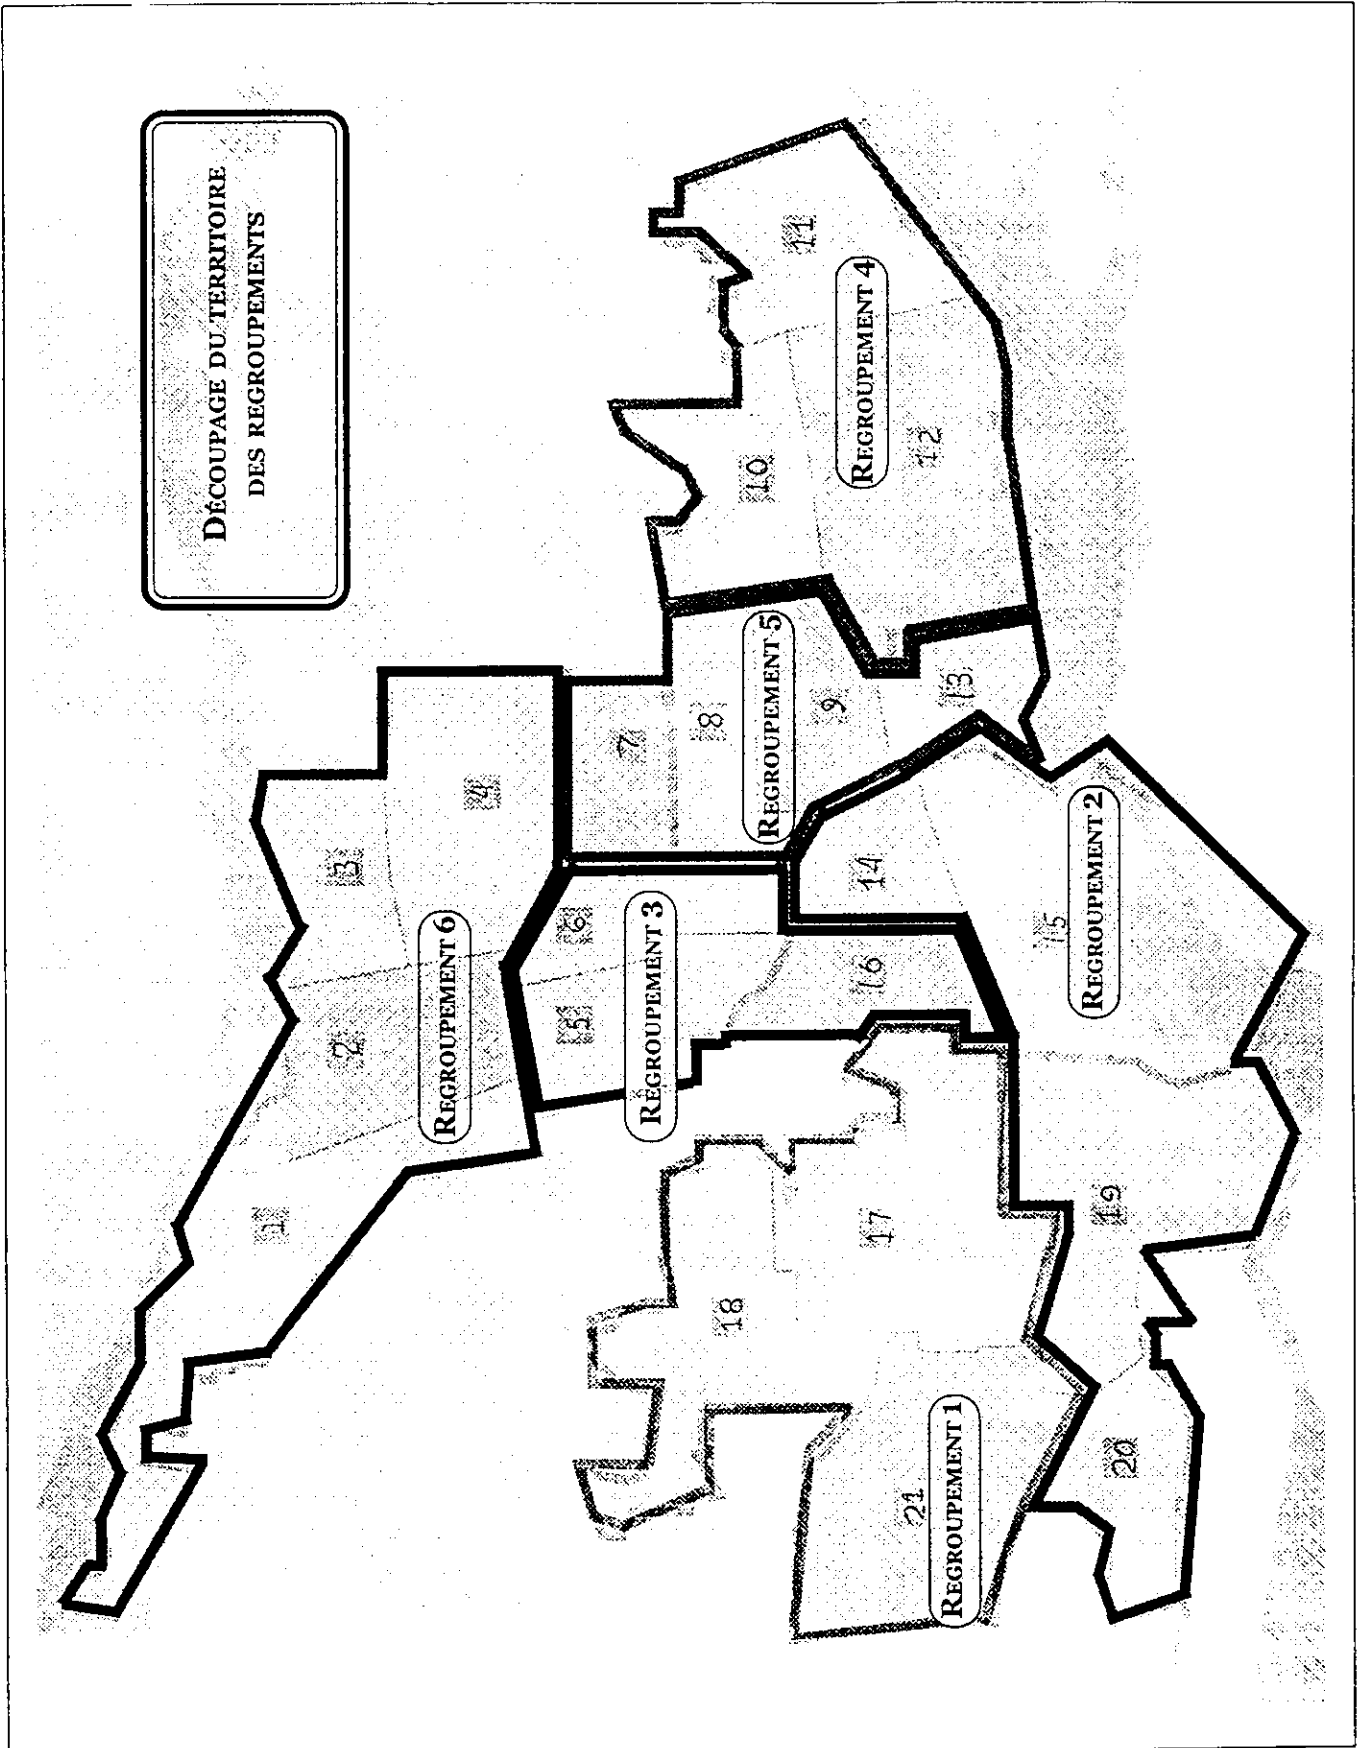 DÉCOUPAGE DU TERRITOIRE
DES REGROUPEMENTS
1
2
3
4
REGROUPEMENT 6
5
6
REGROUPEMENT 3
16
7
8
9
REGROUPEMENT 5
13
10
11
REGROUPEMENT 4
12
14
15
REGROUPEMENT 2
19
20
18
17
21
REGROUPEMENT 1